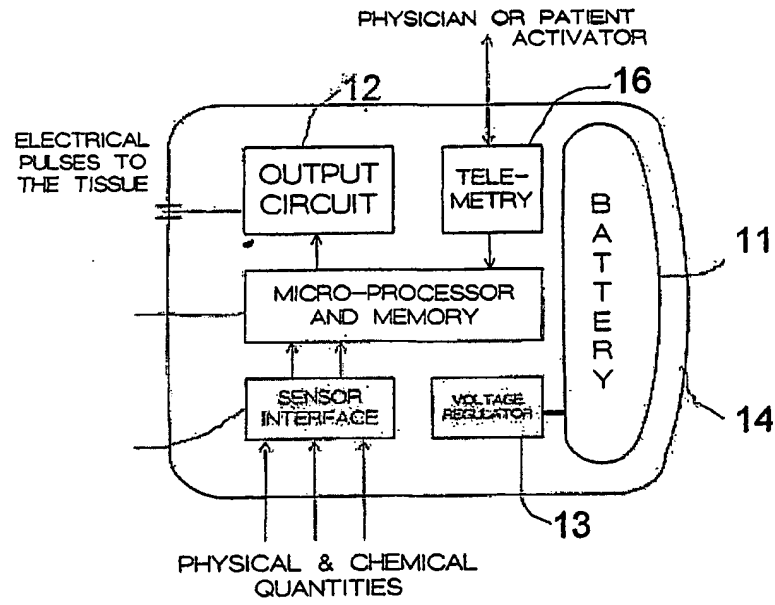 PHYSICIAN OR PATIENT
ACTIVATOR
12
16
ELECTRICAL
PULSES TO
THE TISSUE
OUTPUT
CIRCUIT
TELE-
METRY
BATTERY
11
MICRO-PROCESSOR
AND MEMORY
SENSOR
INTERFACE
VOLTAGE
REGULATOR
14
13
PHYSICAL & CHEMICAL
QUANTITIES